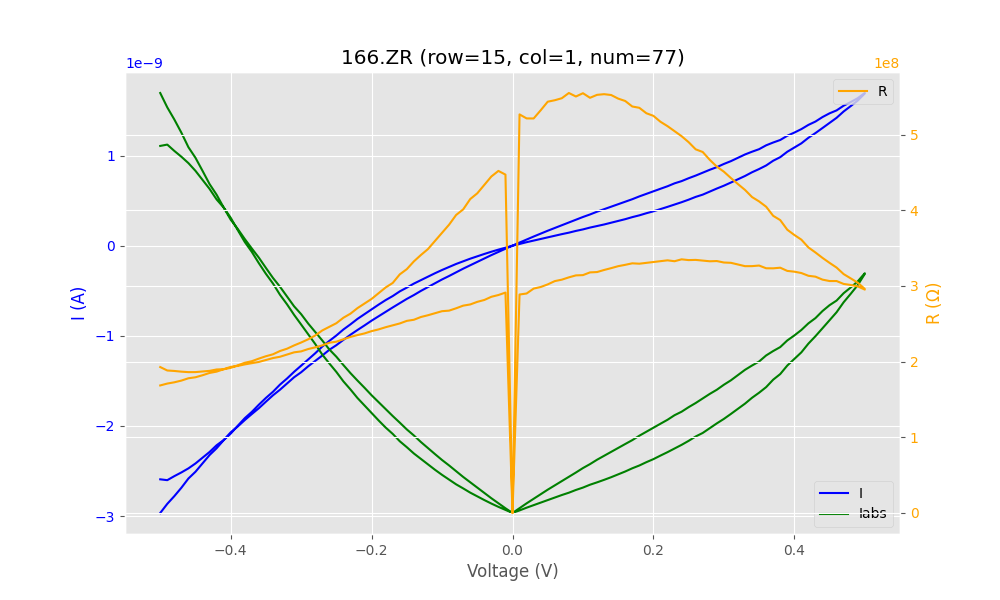 166.ZR (row=15, col=1, num=77)
1e−9
1e8
R
1
0
−1
−2
−3
I (A)
5
4
3
2
1
0
R (Ω)
I
Iabs
−0.4
−0.2
0.0
0.2
0.4
Voltage (V)